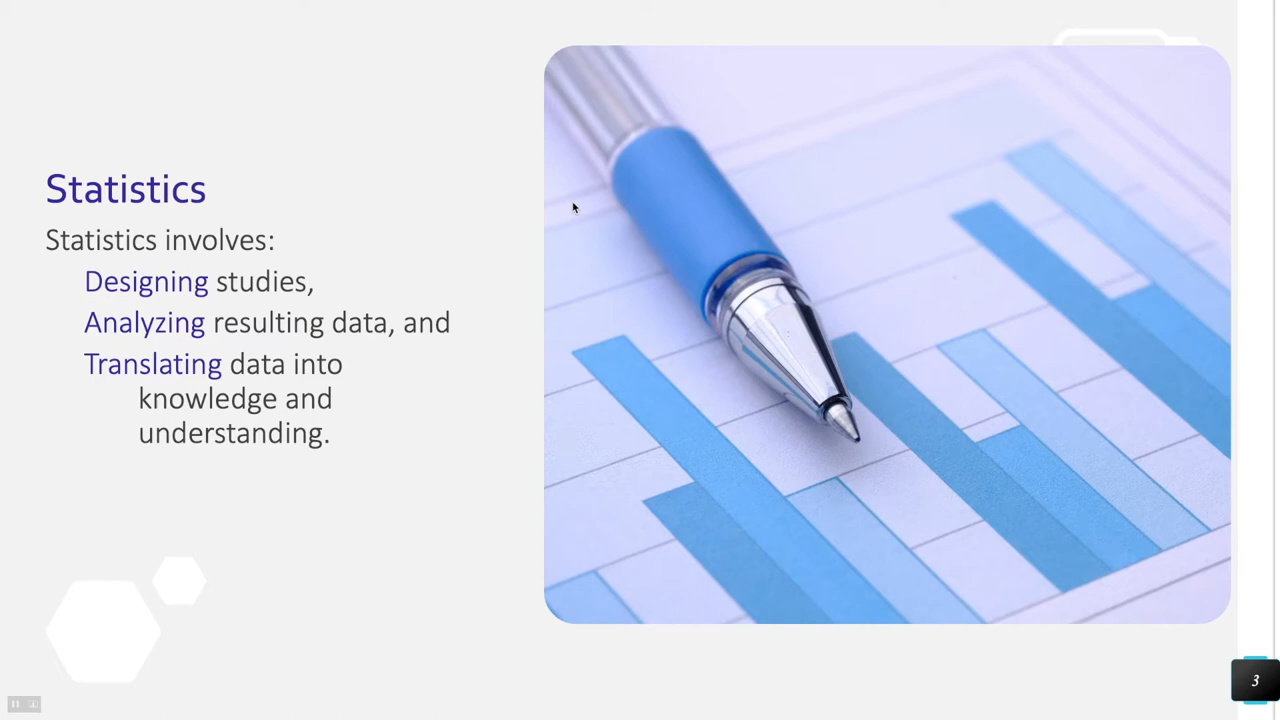 Statistics
Statistics involves:
Designing studies,
Analyzing resulting data, and
Translating data into
knowledge and
understanding.
3